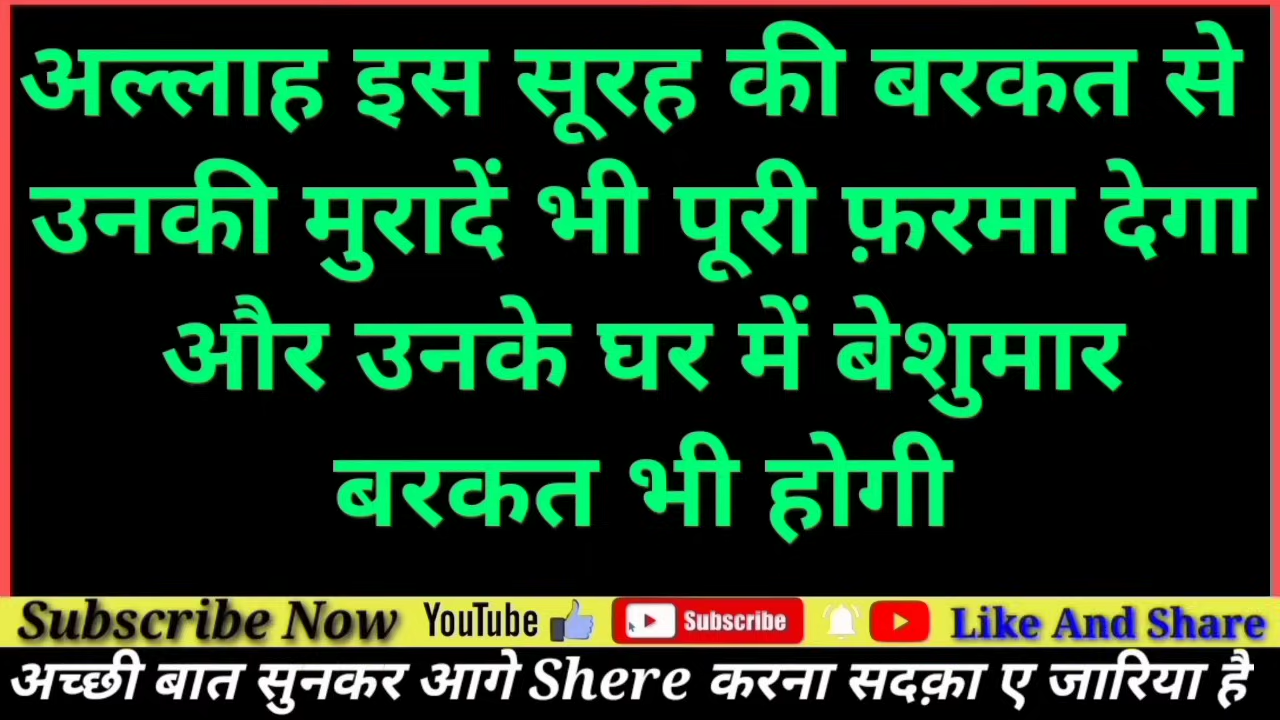 अल्लाह इस सूरह की बरकत से
उनकी मुरादें भी पूरी फ़रमा देगा
और उनके घर में बेशुमार
बरकत भी होगी
Subscribe Now YouTube Subscribe Like And Share
अच्छी बात सुनकर आगे Shere करना सदक़ा ए जारिया है